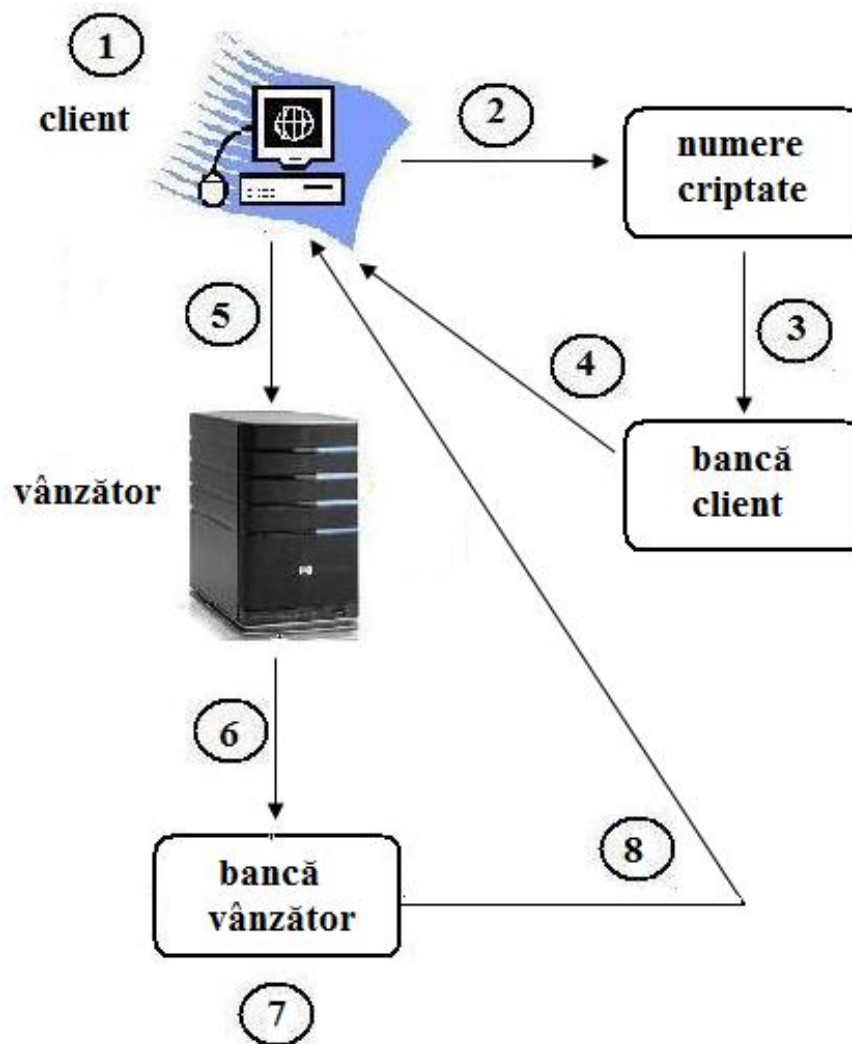 1
client
2
numere
criptate
5
3
4
vânzător
bancă
client
6
bancă
vânzător
8
7